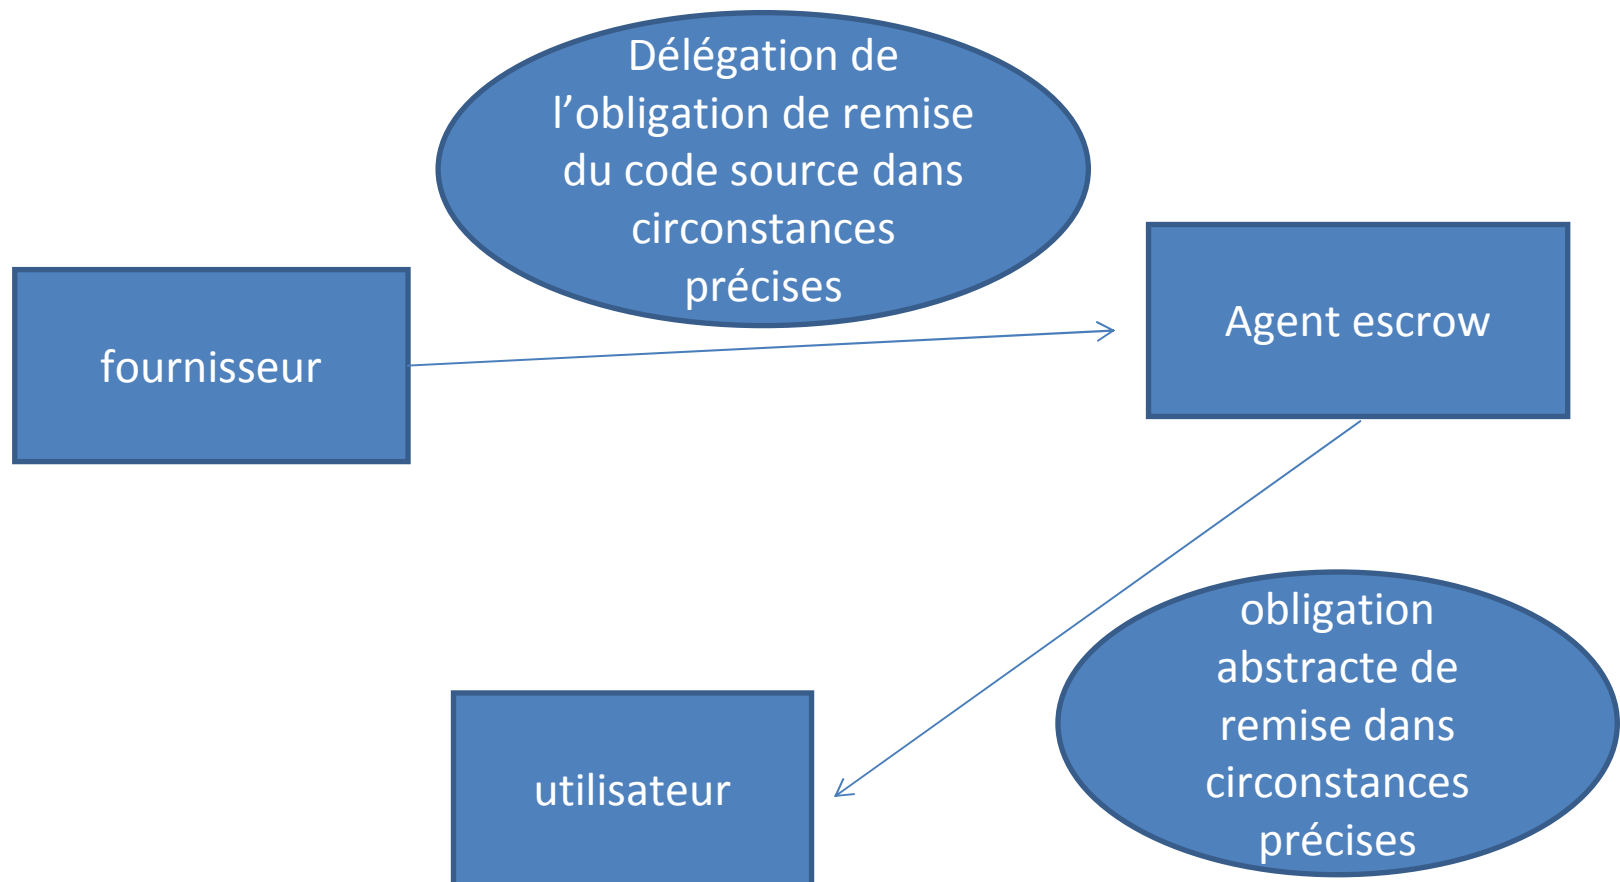 Délégation de
l’obligation de remise
du code source dans
circonstances
précises
fournisseur
Agent escrow
obligation
abstracte de
remise dans
circonstances
précises
utilisateur